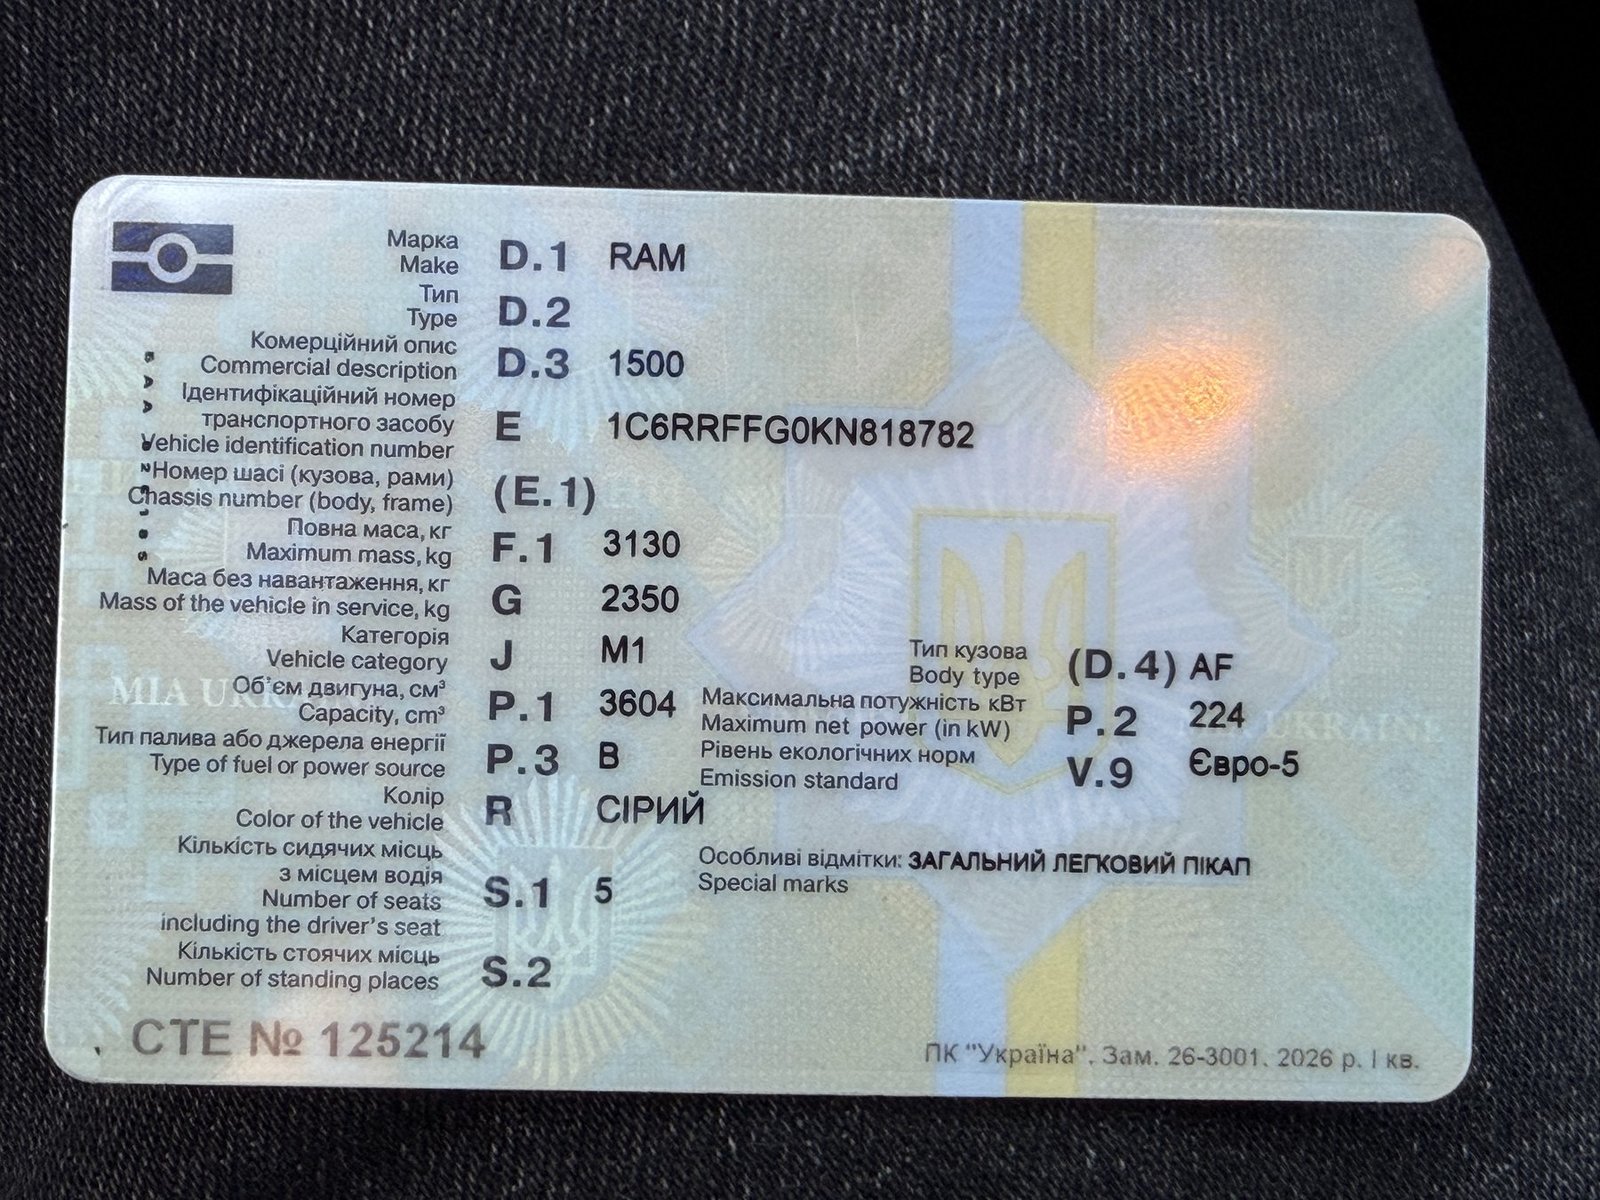 Марка
Make D.1 RAM
Тип
Type D.2
Комерційний опис
Commercial description D.3 1500
Ідентифікаційний номер
транспортного засобу
Vehicle identification number E 1C6RRFFG0KN818782
Номер шасі (кузова, рами)
Chassis number (body, frame) (E.1)
Повна маса, кг
Maximum mass, kg F.1 3130
Маса без навантаження, кг
Mass of the vehicle in service, kg G 2350
Категорія
Vehicle category J M1
Тип кузова
Body type (D.4) AF
Об'єм двигуна, см³
Capacity, cm³ P.1 3604
Максимальна потужність кВт
Maximum net power (in kW) P.2 224
Тип палива або джерела енергії
Type of fuel or power source P.3 B
Рівень екологічних норм
Emission standard V.9 Євро-5
Колір
Color of the vehicle R СІРИЙ
Кількість сидячих місць
з місцем водія
Number of seats
including the driver's seat S.1 5
Особливі відмітки: ЗАГАЛЬНИЙ ЛЕГКОВИЙ ПІКАП
Special marks
Кількість стоячих місць
Number of standing places S.2
СТЕ № 125214
ПК "Україна". Зам. 26-3001. 2026 р. І кв.
MIA UKRAINE